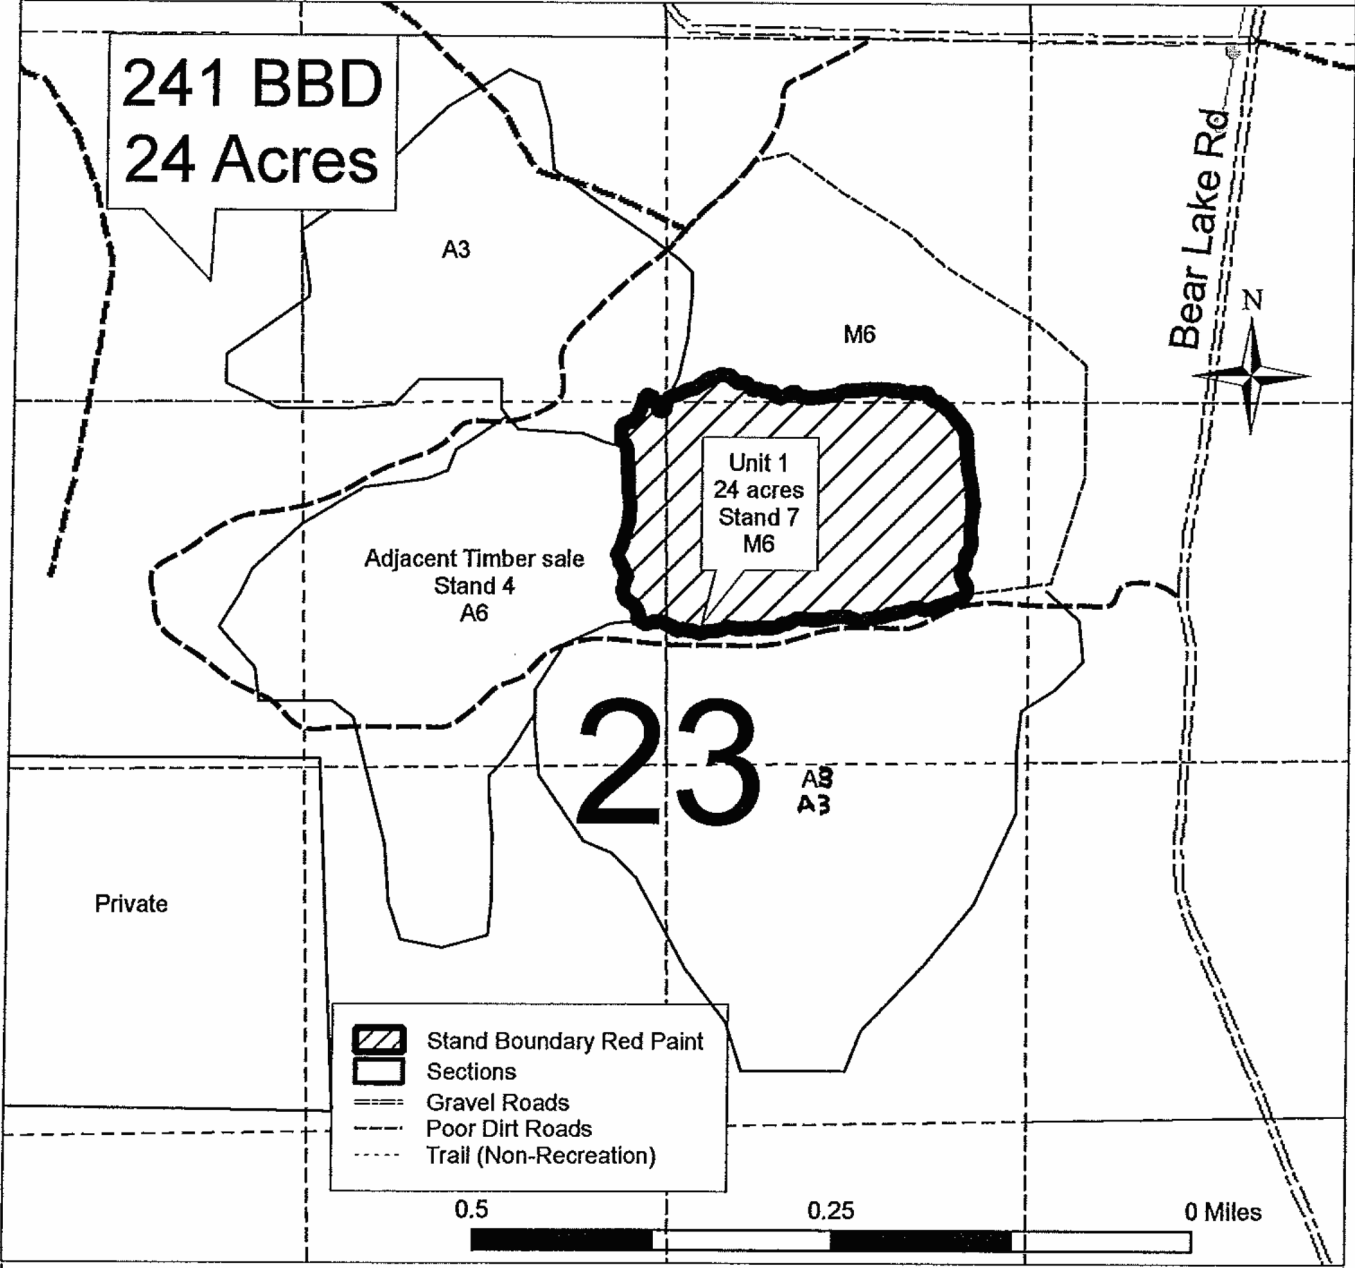 241 BBD
24 Acres
Bear Lake Rd
A3
N
M6
Unit 1
24 acres
Stand 7
M6
Adjacent Timber sale
Stand 4
A6
23
A3
Private
Stand Boundary Red Paint
Sections
Gravel Roads
Poor Dirt Roads
Trail (Non-Recreation)
0.5 0.25 0 Miles